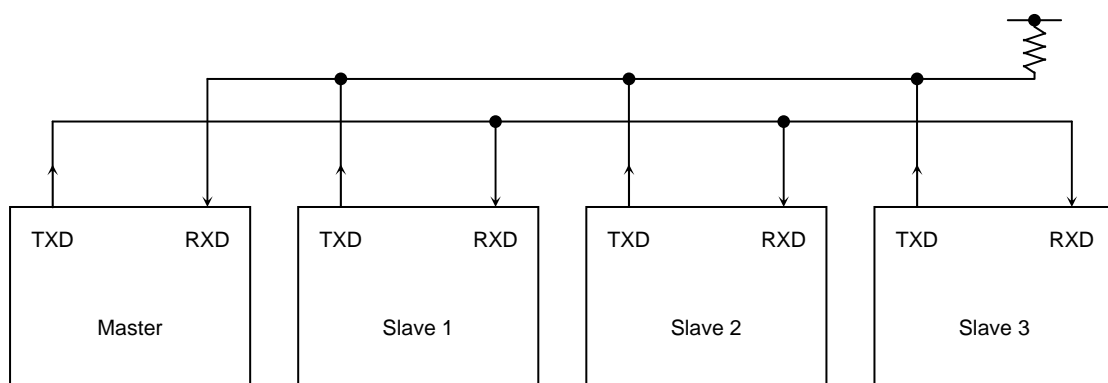 TXD RXD TXD RXD TXD RXD TXD RXD
Master Slave 1 Slave 2 Slave 3